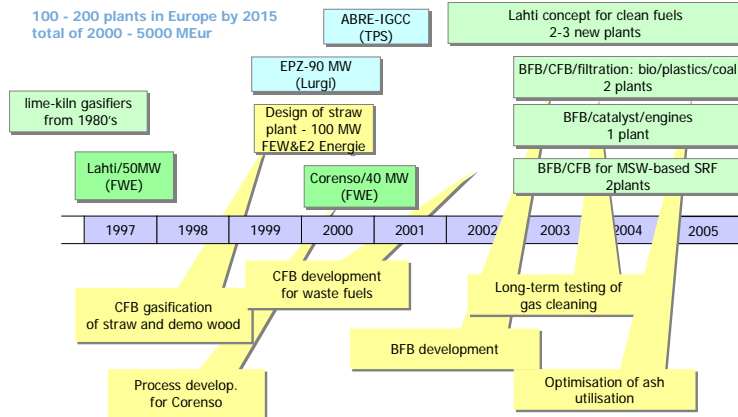 100 - 200 plants in Europe by 2015
total of 2000 - 5000 MEur
ABRE-IGCC
(TPS)
Lahti concept for clean fuels
2-3 new plants
EPZ-90 MW
(Lurgi)
BFB/CFB/filtration: bio/plastics/coal
2 plants
lime-kiln gasifiers
from 1980's
Design of straw
plant - 100 MW
FEW&E2 Energie
BFB/catalyst/engines
1 plant
Lahti/50MW
(FWE)
Corenso/40 MW
(FWE)
BFB/CFB for MSW-based SRF
2plants
1997
1998
1999
2000
2001
2002
2003
2004
2005
CFB development
for waste fuels
Long-term testing of
gas cleaning
CFB gasification
of straw and demo wood
BFB development
Process develop.
for Corenso
Optimisation of ash
utilisation